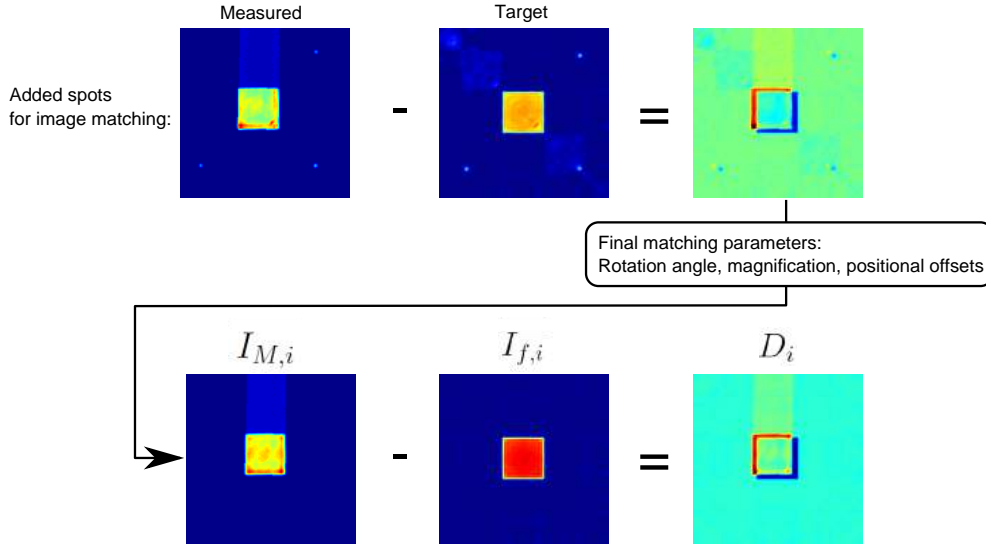 Measured
Target
Added spots
for image matching:
-
=
Final matching parameters:
Rotation angle, magnification, positional offsets
I_{M,i}
I_{f,i}
D_i
-
=